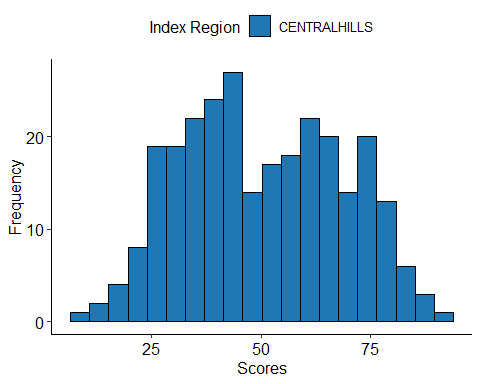 Index Region CENTRALHILLS
20
10
0
Frequency
25 50 75
Scores